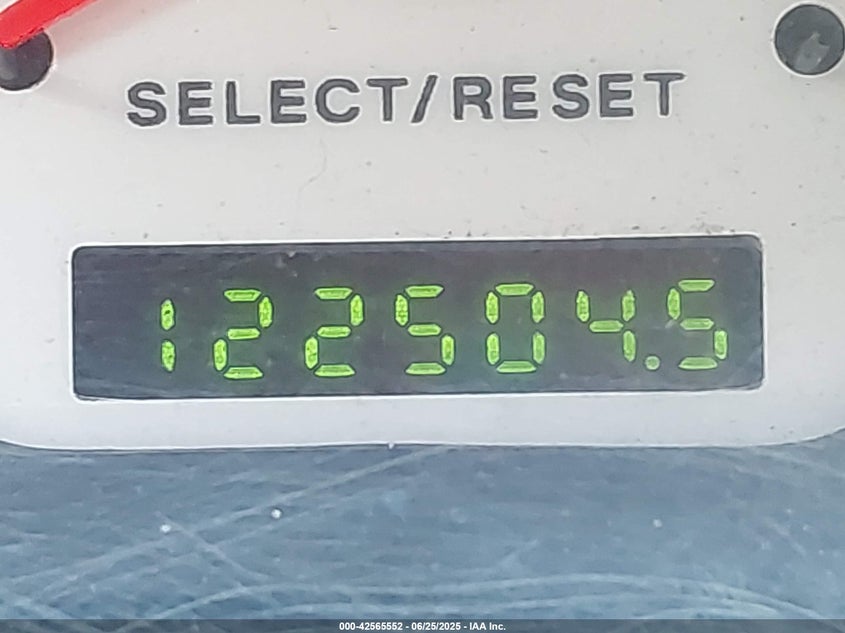 SELECT/RESET
122504.5
000-42565552 - 06/25/2025 - IAA Inc.